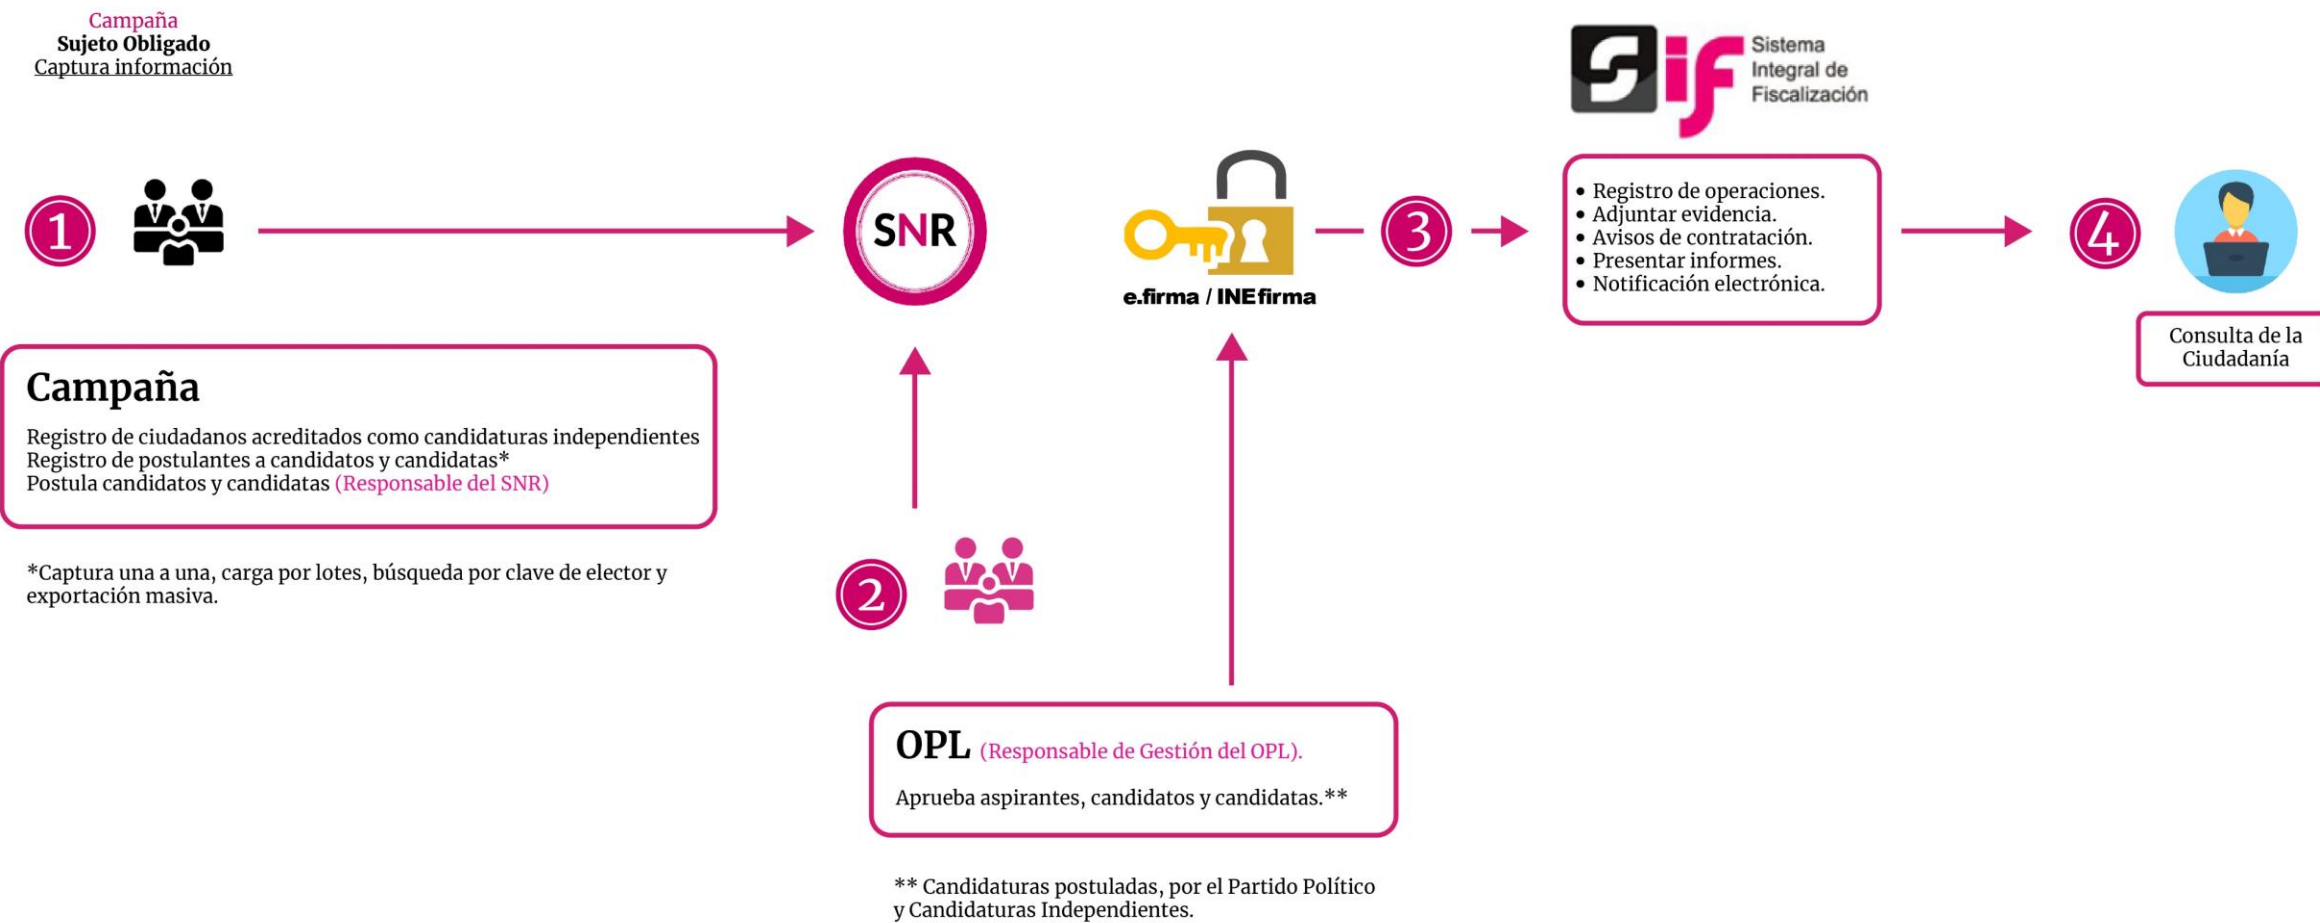 Campaña
Sujeto Obligado
Captura información
Sif
Sistema
Integral de
Fiscalización
1
SNR
e.firma / INEfirma
3
• Registro de operaciones.
• Adjuntar evidencia.
• Avisos de contratación.
• Presentar informes.
• Notificación electrónica.
4
Consulta de la
Ciudadanía
Campaña
Registro de ciudadanos acreditados como candidaturas independientes
Registro de postulantes a candidatos y candidatas*
Postula candidatos y candidatas (Responsable del SNR)
*Captura una a una, carga por lotes, búsqueda por clave de elector y
exportación masiva.
2
OPL (Responsable de Gestión del OPL).
Aprueba aspirantes, candidatos y candidatas.**
** Candidaturas postuladas, por el Partido Político
y Candidaturas Independientes.